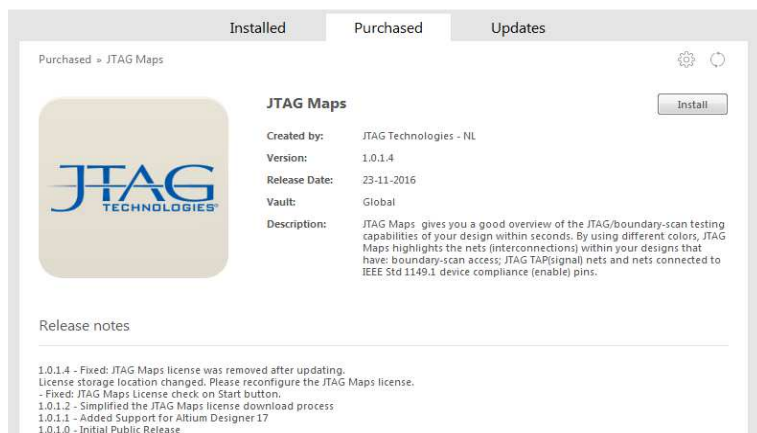 Installed Purchased Updates
Purchased » JTAG Maps
JTAG Maps
Install
JTAG
TECHNOLOGIES®
Created by: JTAG Technologies - NL
Version: 1.0.1.4
Release Date: 23-11-2016
Vault: Global
Description: JTAG Maps gives you a good overview of the JTAG/boundary-scan testing
capabilities of your design within seconds. By using different colors, JTAG
Maps highlights the nets (interconnections) within your designs that
have: boundary-scan access; JTAG TAP(signal) nets and nets connected to
IEEE Std 1149.1 device compliance (enable) pins.
Release notes
1.0.1.4 - Fixed: JTAG Maps license was removed after updating.
License storage location changed. Please reconfigure the JTAG Maps license.
- Fixed: JTAG Maps License check on Start button.
1.0.1.2 - Simplified the JTAG Maps license download process
1.0.1.1 - Added Support for Altium Designer 17
1.0.1.0 - Initial Public Release